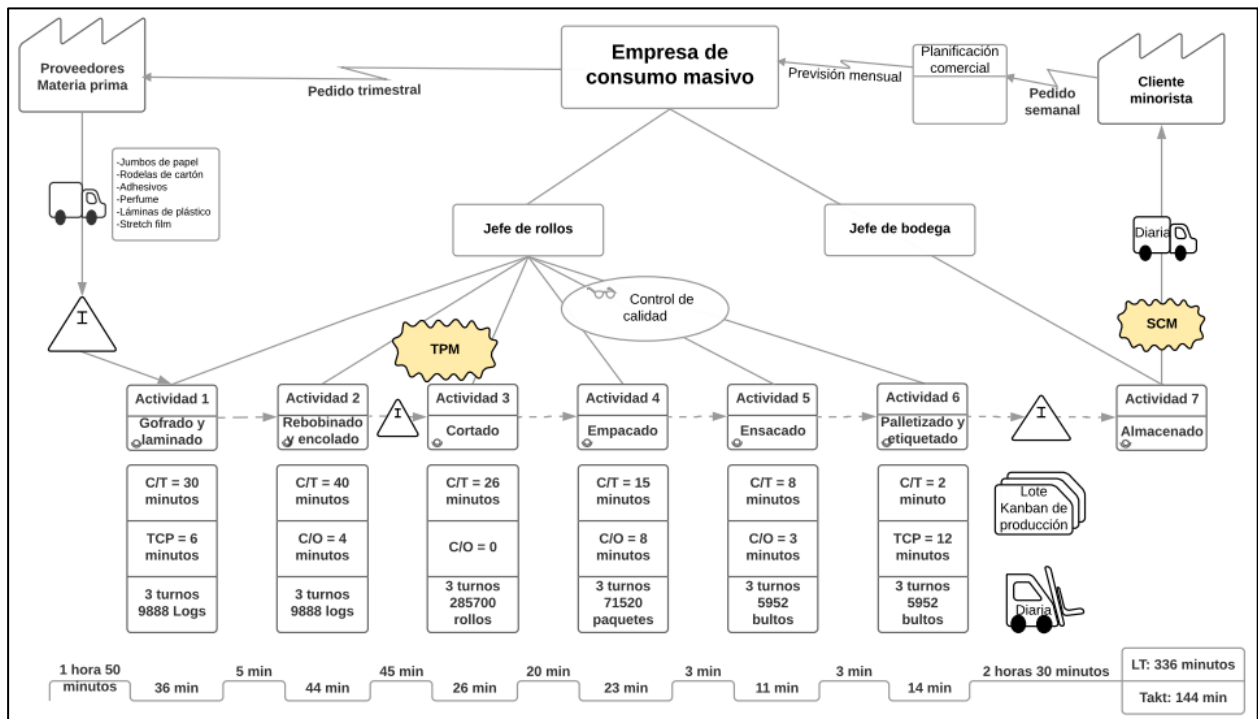 Proveedores
Materia prima
Pedido trimestral
Empresa de
consumo masivo
Previsión mensual
Planificación
comercial
Pedido
semanal
Cliente
minorista
-Jumbos de papel
-Rodelas de cartón
-Adhesivos
-Perfume
-Láminas de plástico
-Stretch film
Jefe de rollos
Jefe de bodega
Diaria
Control de
calidad
I
TPM
SCM
Actividad 1
Gofrado y
laminado
Actividad 2
Rebobinado
y encolado
I
Actividad 3
Cortado
Actividad 4
Empacado
Actividad 5
Ensacado
Actividad 6
Palletizado y
etiquetado
I
Actividad 7
Almacenado
C/T = 30
minutos
TCP = 6
minutos
3 turnos
9888 Logs
C/T = 40
minutos
C/O = 4
minutos
3 turnos
9888 logs
C/T = 26
minutos
C/O = 0
3 turnos
285700
rollos
C/T = 15
minutos
C/O = 8
minutos
3 turnos
71520
paquetes
C/T = 8
minutos
C/O = 3
minutos
3 turnos
5952
bultos
C/T = 2
minuto
TCP = 12
minutos
3 turnos
5952
bultos
Lote
Kanban de
producción
Diaria
1 hora 50
minutos
36 min
5 min
44 min
45 min
26 min
20 min
23 min
3 min
11 min
3 min
14 min
2 horas 30 minutos
LT: 336 minutos
Takt: 144 min